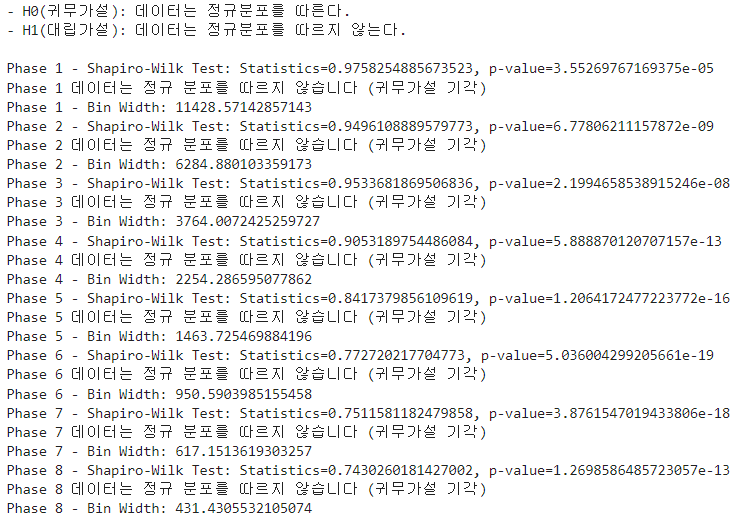 - H0(귀무가설): 데이터는 정규분포를 따른다.
- H1(대립가설): 데이터는 정규분포를 따르지 않는다.
Phase 1 - Shapiro-Wilk Test: Statistics=0.9758254885673523, p-value=3.55269767169375e-05
Phase 1 데이터는 정규 분포를 따르지 않습니다 (귀무가설 기각)
Phase 1 - Bin Width: 11428.57142857143
Phase 2 - Shapiro-Wilk Test: Statistics=0.9496108889579773, p-value=6.77806211157872e-09
Phase 2 데이터는 정규 분포를 따르지 않습니다 (귀무가설 기각)
Phase 2 - Bin Width: 6284.880103359173
Phase 3 - Shapiro-Wilk Test: Statistics=0.9533681869506836, p-value=2.1994658538915246e-08
Phase 3 데이터는 정규 분포를 따르지 않습니다 (귀무가설 기각)
Phase 3 - Bin Width: 3764.0072425259727
Phase 4 - Shapiro-Wilk Test: Statistics=0.9053189754486084, p-value=5.888870120707157e-13
Phase 4 데이터는 정규 분포를 따르지 않습니다 (귀무가설 기각)
Phase 4 - Bin Width: 2254.286595077862
Phase 5 - Shapiro-Wilk Test: Statistics=0.8417379856109619, p-value=1.2064172477223772e-16
Phase 5 데이터는 정규 분포를 따르지 않습니다 (귀무가설 기각)
Phase 5 - Bin Width: 1463.725469884196
Phase 6 - Shapiro-Wilk Test: Statistics=0.772720217704773, p-value=5.036004299205661e-19
Phase 6 데이터는 정규 분포를 따르지 않습니다 (귀무가설 기각)
Phase 6 - Bin Width: 950.5903985155458
Phase 7 - Shapiro-Wilk Test: Statistics=0.7511581182479858, p-value=3.8761547019433806e-18
Phase 7 데이터는 정규 분포를 따르지 않습니다 (귀무가설 기각)
Phase 7 - Bin Width: 617.1513619303257
Phase 8 - Shapiro-Wilk Test: Statistics=0.7430260181427002, p-value=1.2698586485723057e-13
Phase 8 데이터는 정규 분포를 따르지 않습니다 (귀무가설 기각)
Phase 8 - Bin Width: 431.4305532105074